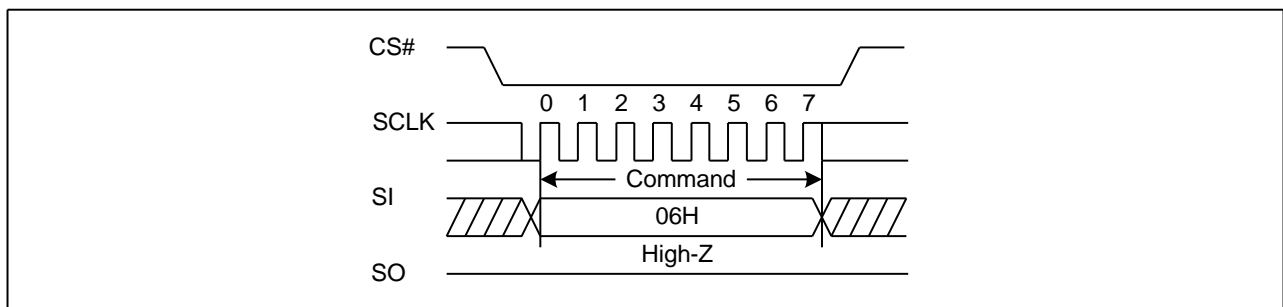 CS#
0 1 2 3 4 5 6 7
SCLK
Command
SI
06H
High-Z
SO